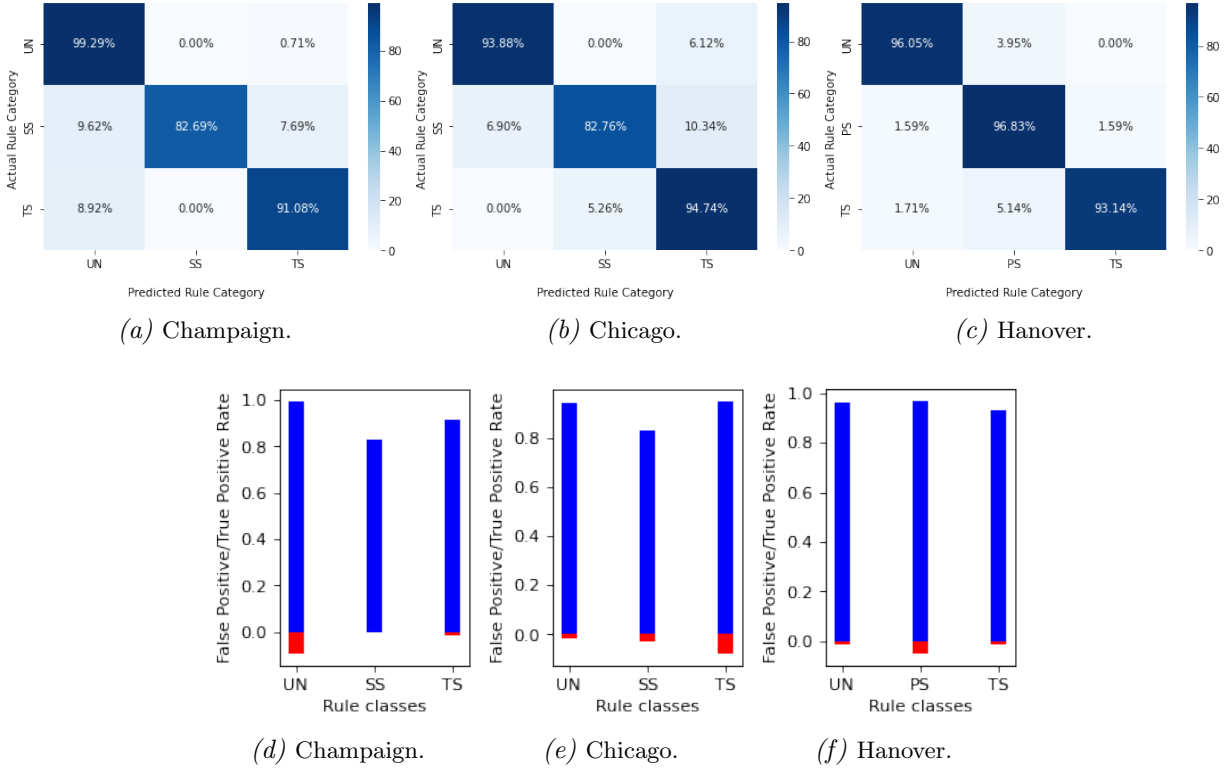 UN 99.29% 0.00% 0.71%
SS 9.62% 82.69% 7.69%
TS 8.92% 0.00% 91.08%
UN SS TS
Actual Rule Category
Predicted Rule Category
80
60
40
20
0
(a) Champaign.
UN 93.88% 0.00% 6.12%
SS 6.90% 82.76% 10.34%
TS 0.00% 5.26% 94.74%
UN SS TS
Actual Rule Category
Predicted Rule Category
80
60
40
20
0
(b) Chicago.
UN 96.05% 3.95% 0.00%
PS 1.59% 96.83% 1.59%
TS 1.71% 5.14% 93.14%
UN PS TS
Actual Rule Category
Predicted Rule Category
80
60
40
20
0
(c) Hanover.
False Positive/True Positive Rate
1.0
0.8
0.6
0.4
0.2
0.0
UN SS TS
Rule classes
(d) Champaign.
False Positive/True Positive Rate
0.8
0.6
0.4
0.2
0.0
UN SS TS
Rule classes
(e) Chicago.
False Positive/True Positive Rate
1.0
0.8
0.6
0.4
0.2
0.0
UN PS TS
Rule classes
(f) Hanover.